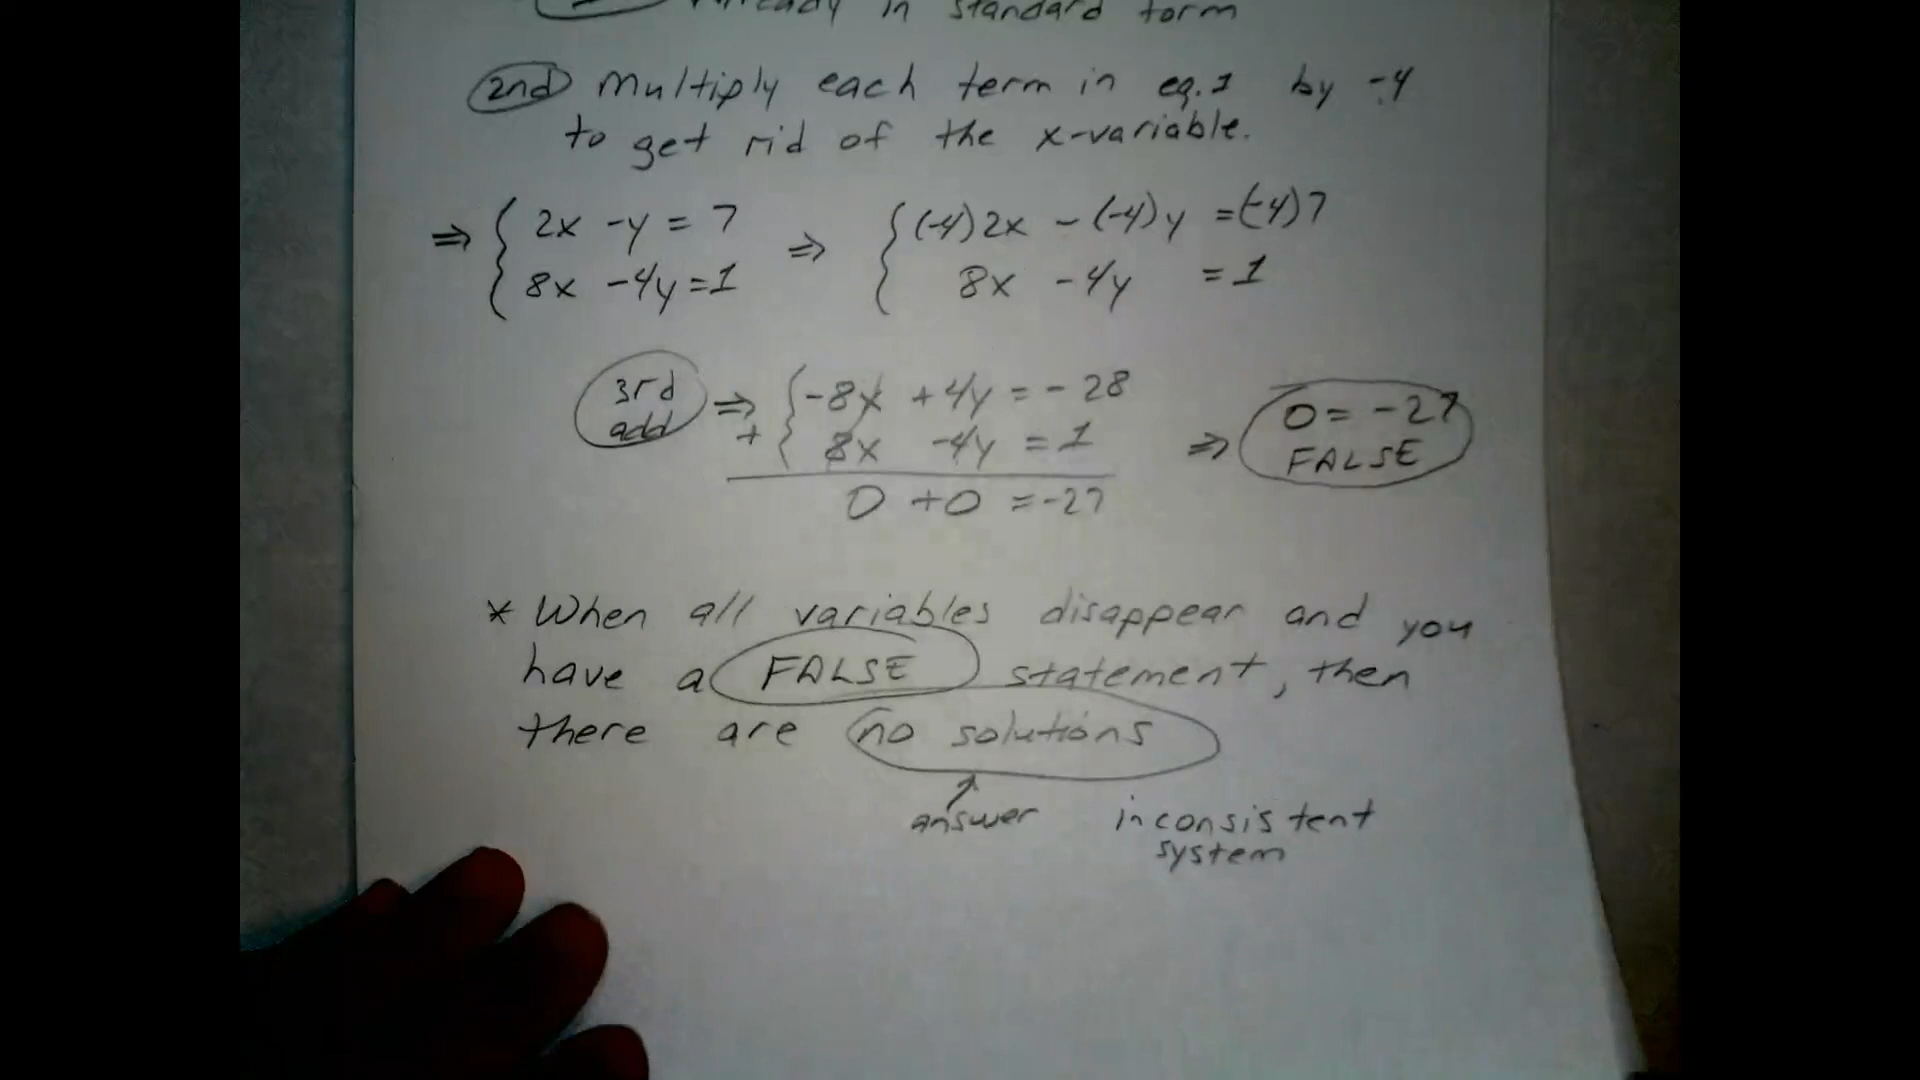 Already in standard form
2nd Multiply each term in eq.1 by -4
to get rid of the x-variable.
⇒ { 2x - y = 7 ⇒ { (-4)2x - (-4)y = (-4)7
8x - 4y = 1 8x - 4y = 1
3rd add ⇒ { -8x + 4y = -28
+ 8x - 4y = 1
0 + 0 = -27
⇒ 0 = -27
FALSE
* When all variables disappear and you
have a FALSE statement, then
there are no solutions
answer inconsistent
system